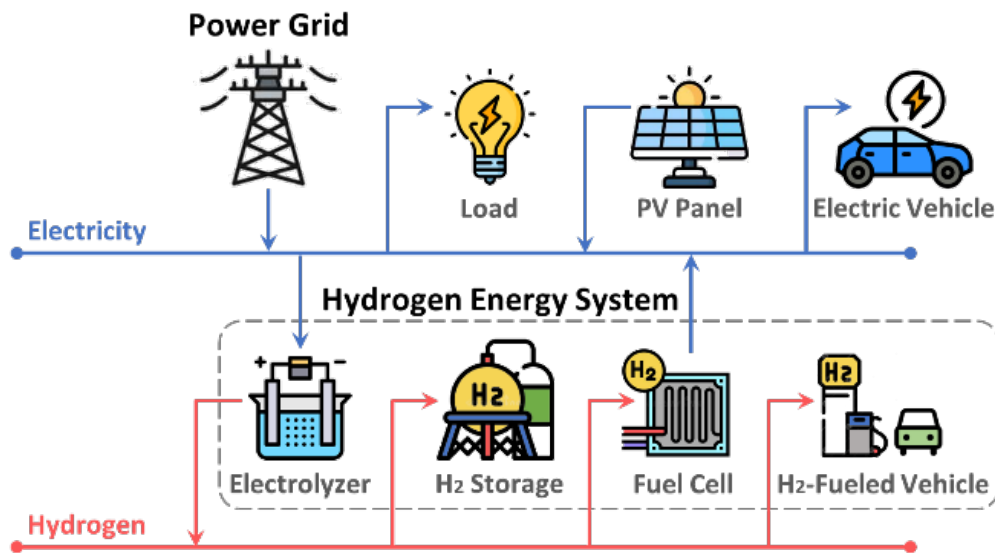 Power Grid
Load
PV Panel
Electric Vehicle
Electricity
Hydrogen Energy System
+ −
H2
H2
H2
Electrolyzer
H₂ Storage
Fuel Cell
H₂-Fueled Vehicle
Hydrogen